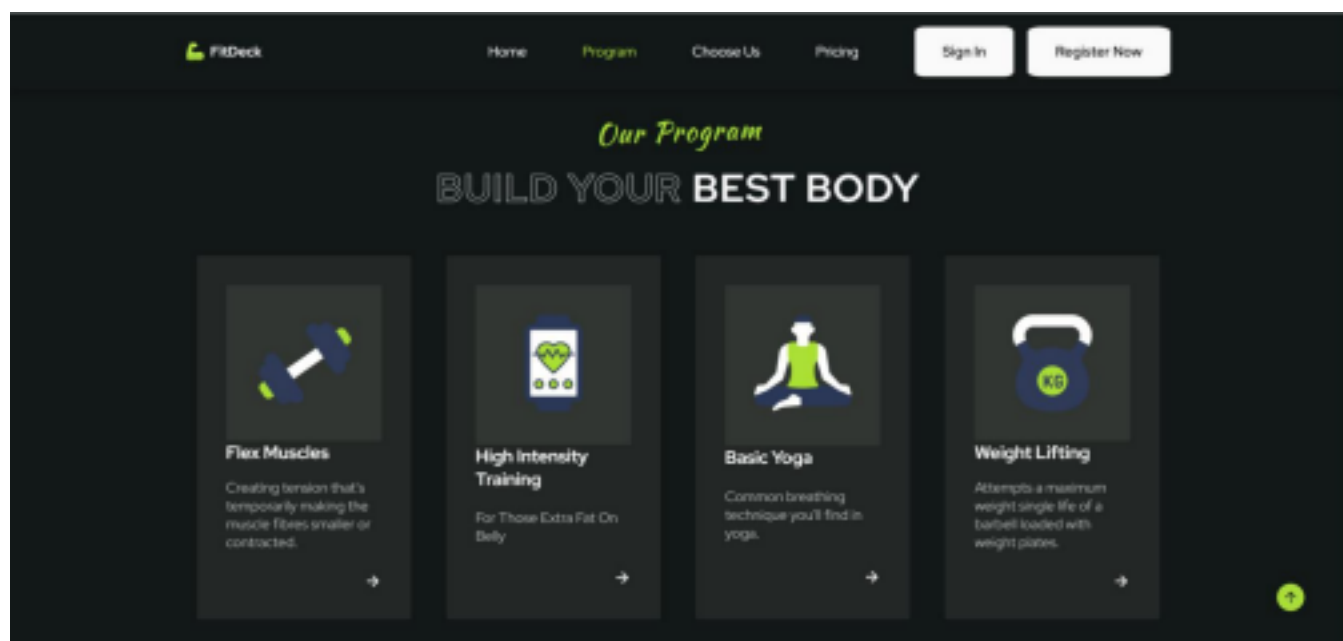 FitDeck
Home
Program
Choose Us
Pricing
Sign In
Register Now
Our Program
BUILD YOUR BEST BODY
KG
Flex Muscles
Creating tension that's
temporarily making the
muscle fibres smaller or
contracted.
High Intensity
Training
For Those Extra Fat On
Belly
Basic Yoga
Common breathing
technique you'll find in
yoga.
Weight Lifting
Attempts a maximum
weight single life of a
barbell loaded with
weight plates.